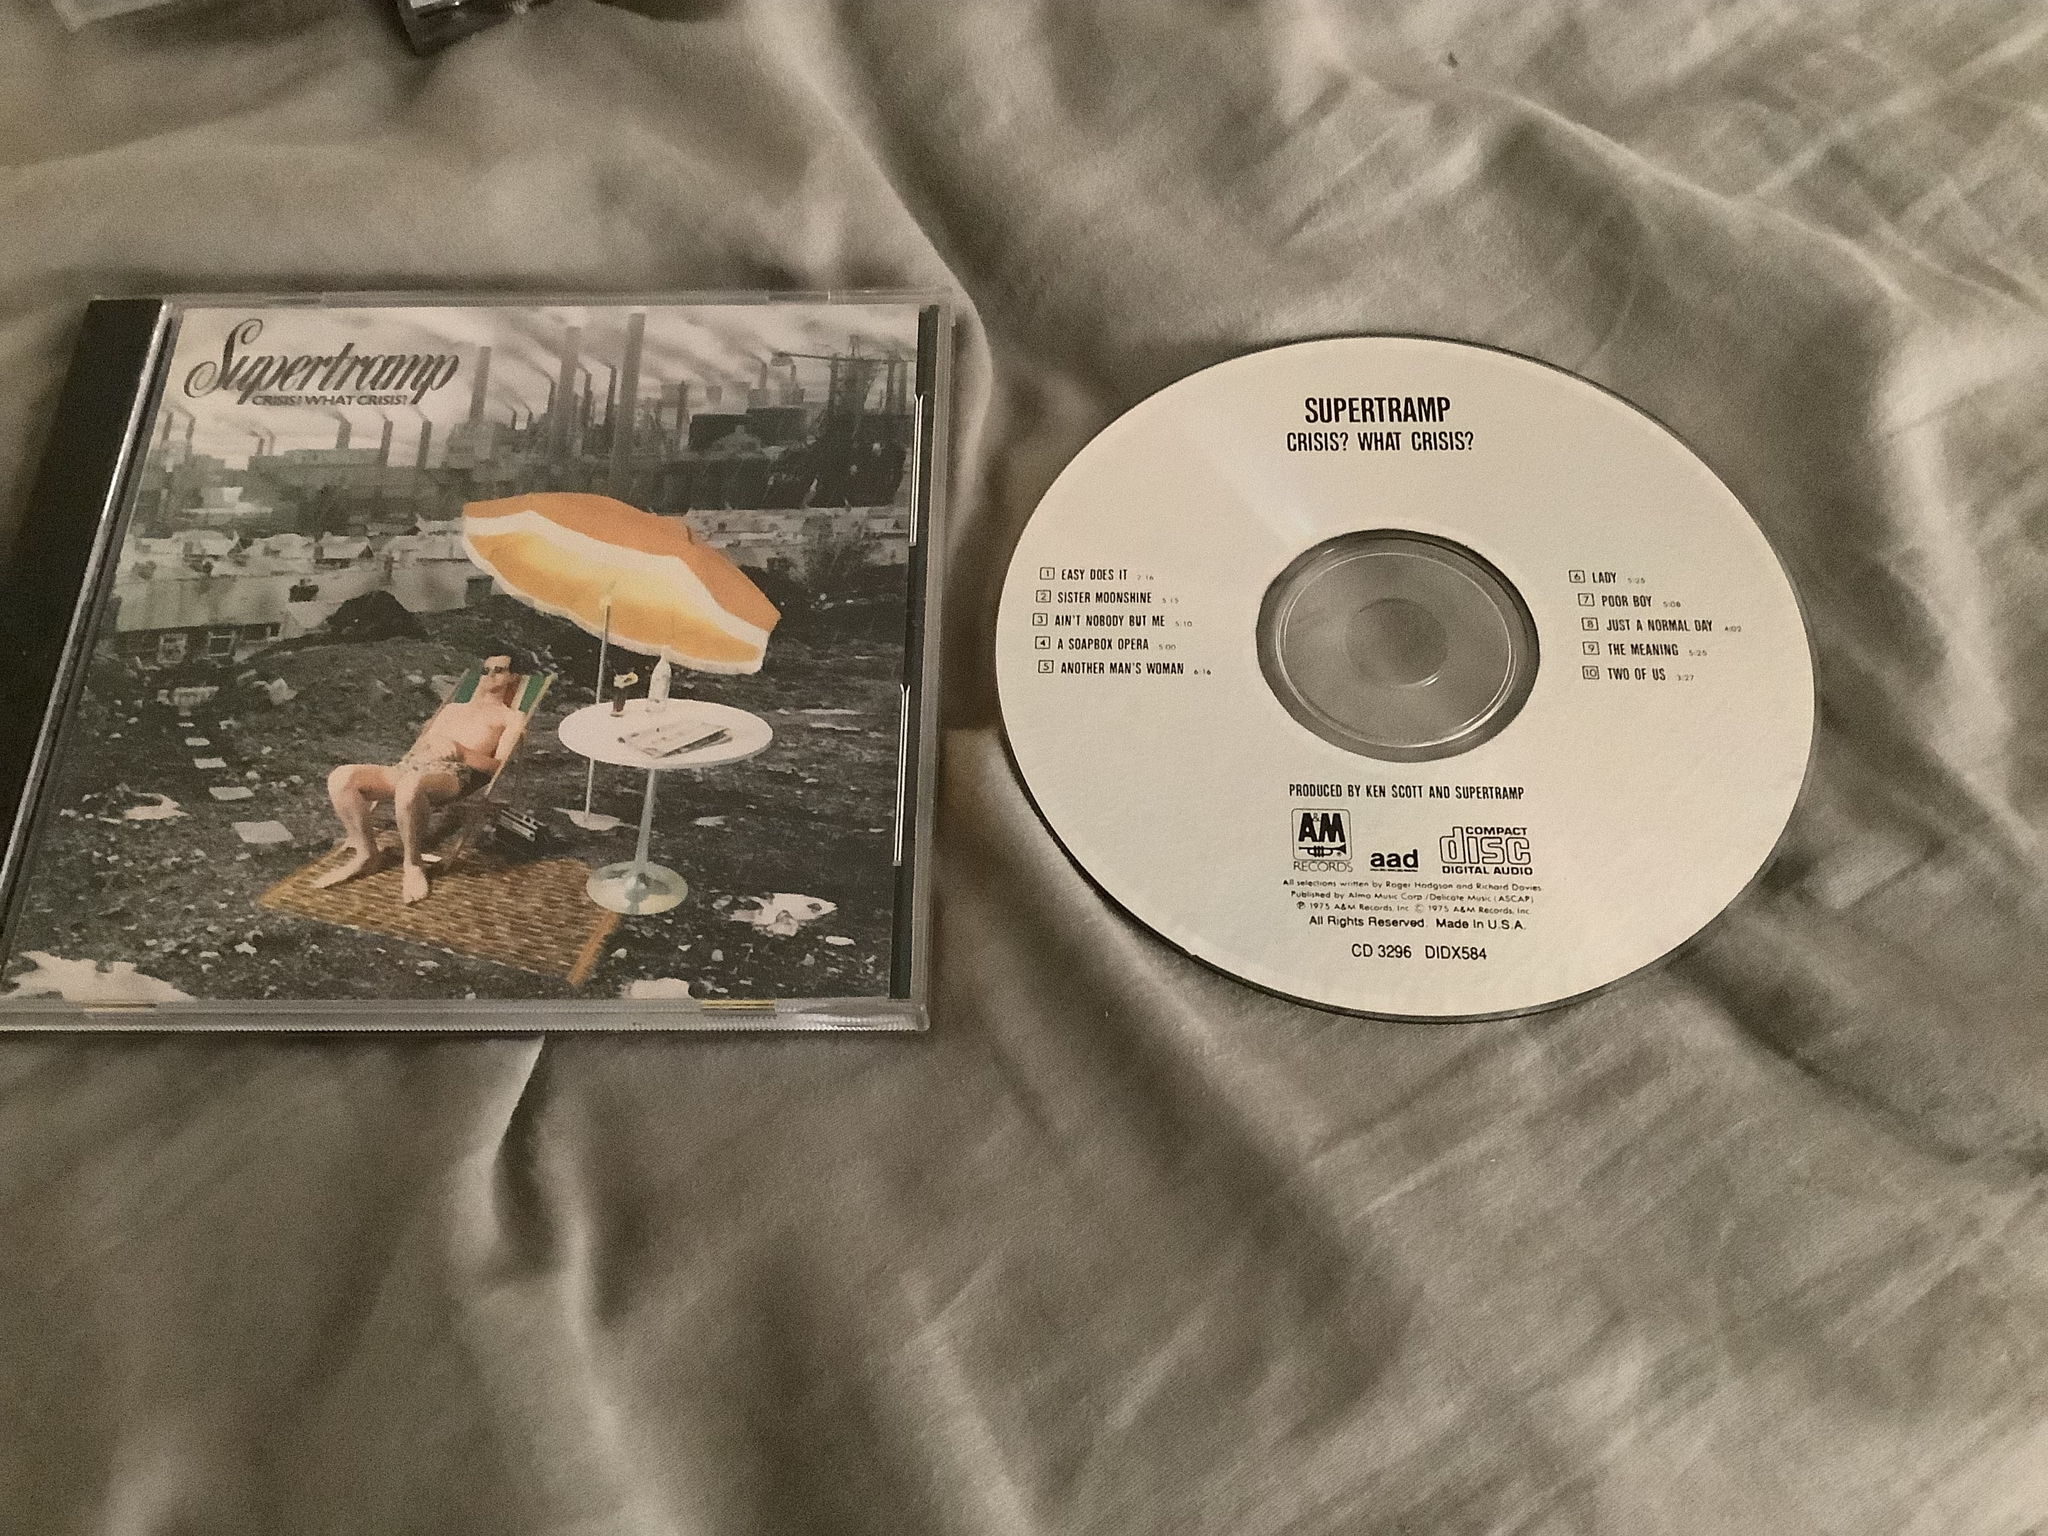 Supertramp
CRISIS? WHAT CRISIS?
SUPERTRAMP
CRISIS? WHAT CRISIS?
1 EASY DOES IT 2:16
2 SISTER MOONSHINE 5:15
3 AIN'T NOBODY BUT ME 5:10
4 A SOAPBOX OPERA 5:00
5 ANOTHER MAN'S WOMAN 6:16
6 LADY 5:25
7 POOR BOY 5:08
8 JUST A NORMAL DAY 4:02
9 THE MEANING 5:25
10 TWO OF US 3:27
PRODUCED BY KEN SCOTT AND SUPERTRAMP
A&M RECORDS
aad
COMPACT disc DIGITAL AUDIO
All selections written by Roger Hodgson and Richard Davies.
Published by Almo Music Corp./Delicate Music (ASCAP)
℗ 1975 A&M Records, Inc. © 1975 A&M Records, Inc.
All Rights Reserved. Made In U.S.A.
CD 3296 DIDX584